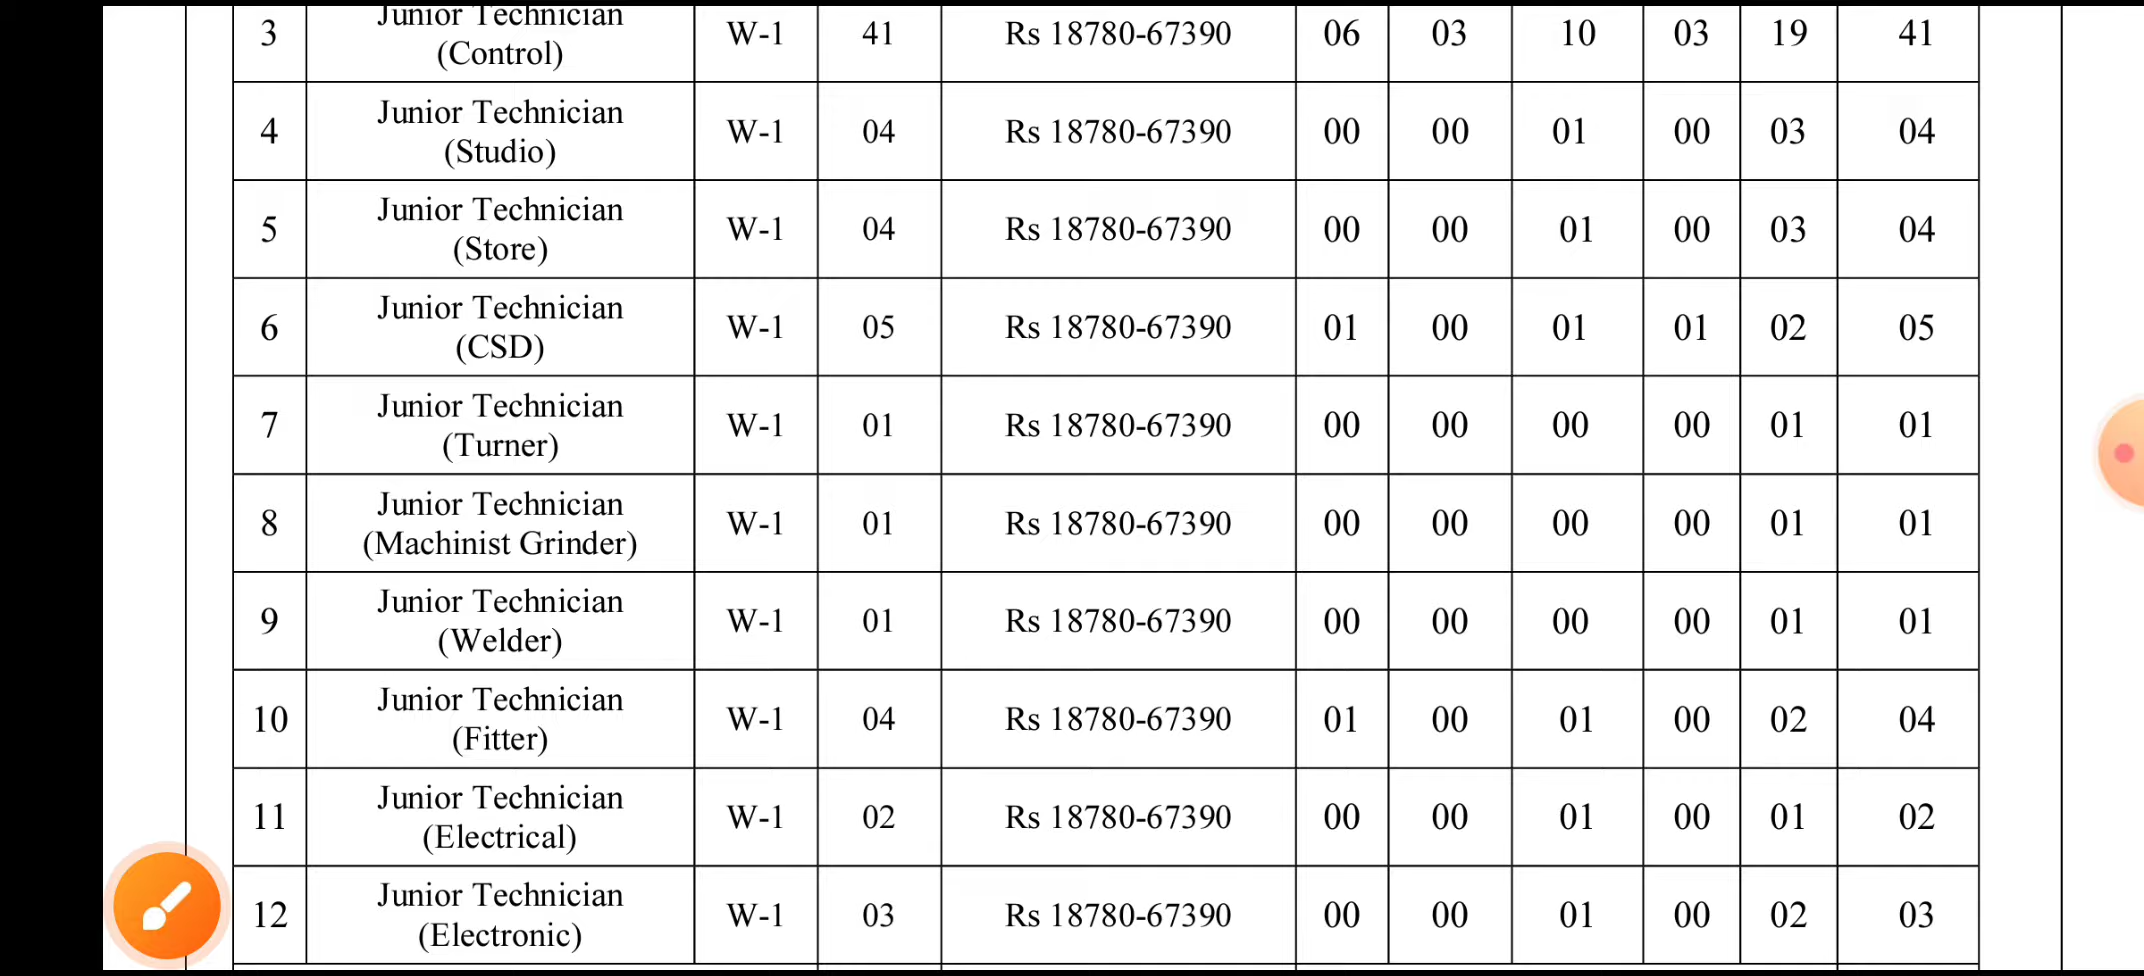 3 Junior Technician (Control) W-1 41 Rs 18780-67390 06 03 10 03 19 41
4 Junior Technician (Studio) W-1 04 Rs 18780-67390 00 00 01 00 03 04
5 Junior Technician (Store) W-1 04 Rs 18780-67390 00 00 01 00 03 04
6 Junior Technician (CSD) W-1 05 Rs 18780-67390 01 00 01 01 02 05
7 Junior Technician (Turner) W-1 01 Rs 18780-67390 00 00 00 00 01 01
8 Junior Technician (Machinist Grinder) W-1 01 Rs 18780-67390 00 00 00 00 01 01
9 Junior Technician (Welder) W-1 01 Rs 18780-67390 00 00 00 00 01 01
10 Junior Technician (Fitter) W-1 04 Rs 18780-67390 01 00 01 00 02 04
11 Junior Technician (Electrical) W-1 02 Rs 18780-67390 00 00 01 00 01 02
12 Junior Technician (Electronic) W-1 03 Rs 18780-67390 00 00 01 00 02 03